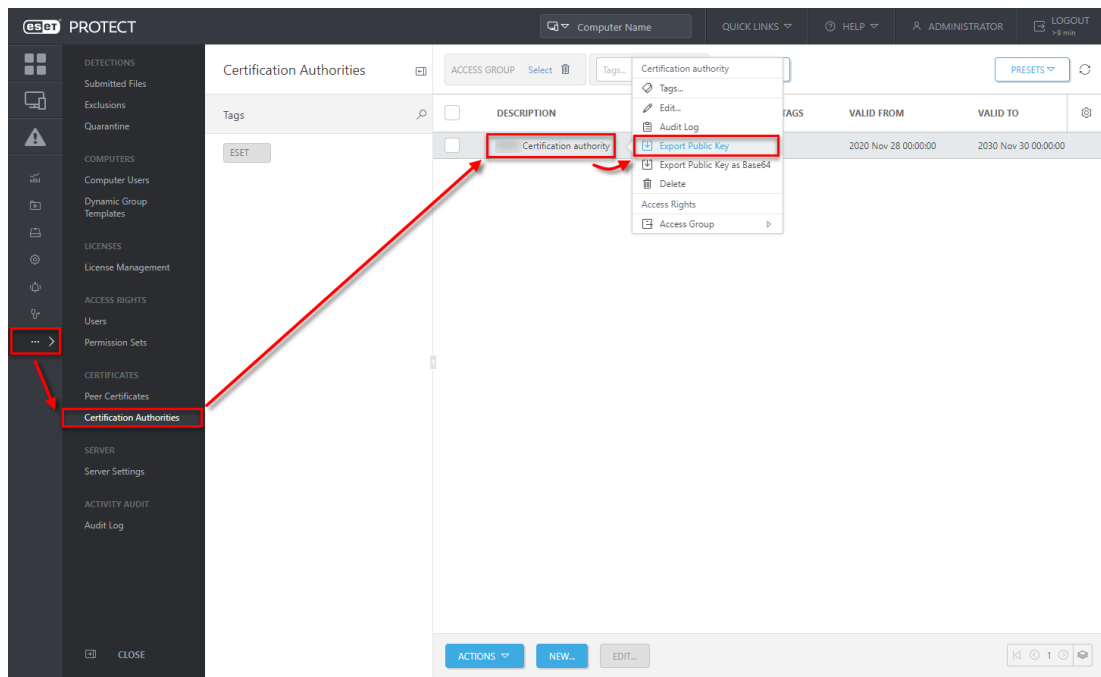 eset PROTECT
Computer Name
QUICK LINKS
HELP
ADMINISTRATOR
LOGOUT
>9 min
DETECTIONS
Submitted Files
Exclusions
Quarantine
COMPUTERS
Computer Users
Dynamic Group
Templates
LICENSES
License Management
ACCESS RIGHTS
Users
Permission Sets
CERTIFICATES
Peer Certificates
Certification Authorities
SERVER
Server Settings
ACTIVITY AUDIT
Audit Log
CLOSE
Certification Authorities
Tags
ESET
ACCESS GROUP Select
Tags...
PRESETS
DESCRIPTION
TAGS
VALID FROM
VALID TO
Certification authority
2020 Nov 28 00:00:00
2030 Nov 30 00:00:00
Certification authority
Tags...
Edit...
Audit Log
Export Public Key
Export Public Key as Base64
Delete
Access Rights
Access Group
ACTIONS
NEW...
EDIT...
1